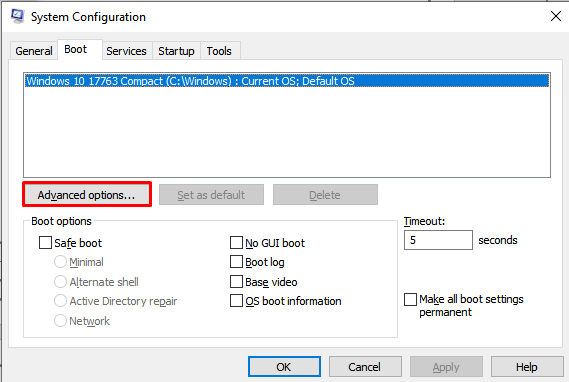 System Configuration
General Boot Services Startup Tools
Windows 10 17763 Compact (C:\Windows) : Current OS; Default OS
Advanced options... Set as default Delete
Boot options
Safe boot
Minimal
Alternate shell
Active Directory repair
Network
No GUI boot
Boot log
Base video
OS boot information
Timeout:
5 seconds
Make all boot settings
permanent
OK Cancel Apply Help